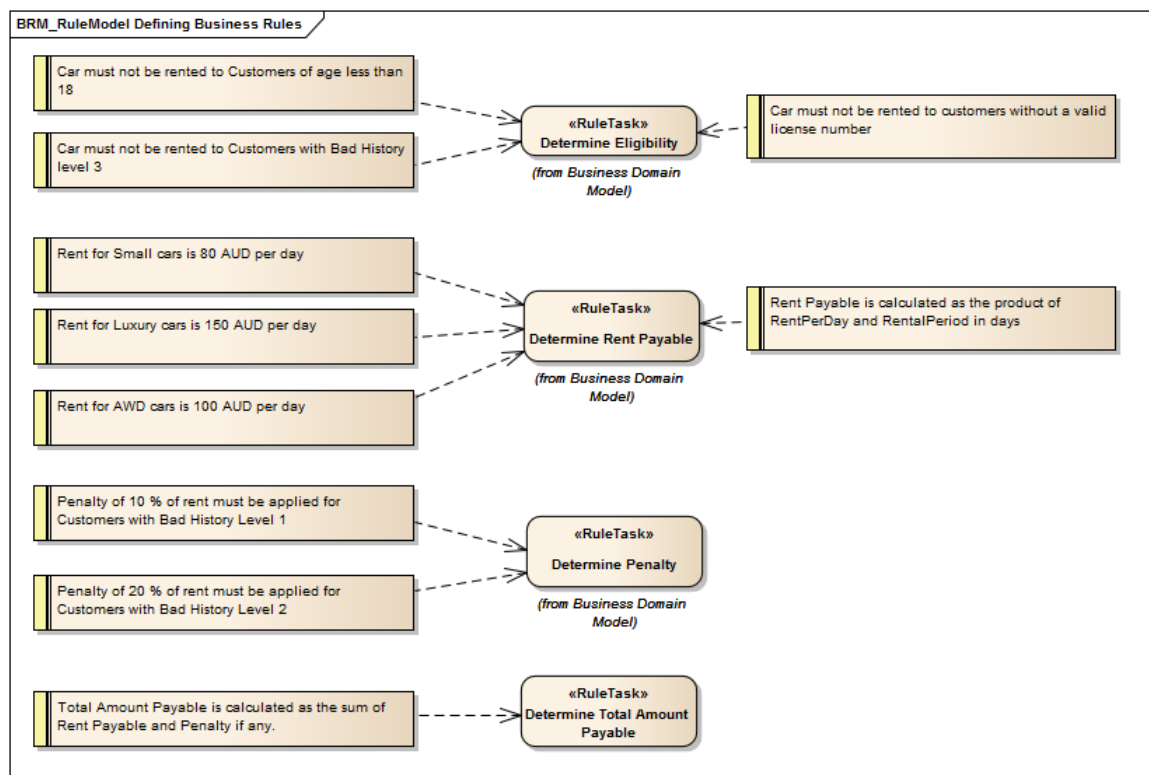 BRM_RuleModel Defining Business Rules
Car must not be rented to Customers of age less than
18
Car must not be rented to Customers with Bad History
level 3
«RuleTask»
Determine Eligibility
(from Business Domain
Model)
Car must not be rented to customers without a valid
license number
Rent for Small cars is 80 AUD per day
Rent for Luxury cars is 150 AUD per day
Rent for AWD cars is 100 AUD per day
«RuleTask»
Determine Rent Payable
(from Business Domain
Model)
Rent Payable is calculated as the product of
RentPerDay and RentalPeriod in days
Penalty of 10 % of rent must be applied for
Customers with Bad History Level 1
Penalty of 20 % of rent must be applied for
Customers with Bad History Level 2
«RuleTask»
Determine Penalty
(from Business Domain
Model)
Total Amount Payable is calculated as the sum of
Rent Payable and Penalty if any.
«RuleTask»
Determine Total Amount
Payable